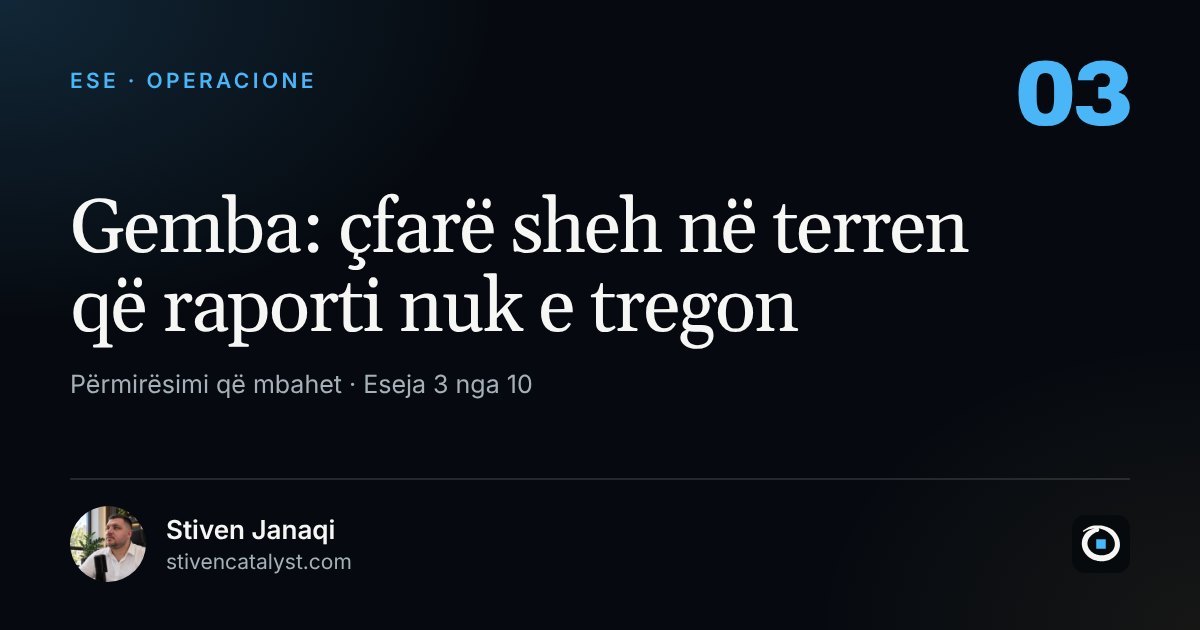 ESE · OPERACIONE
03
Gemba: çfarë sheh në terren
që raporti nuk e tregon
Përmirësimi që mbahet · Eseja 3 nga 10
Stiven Janaqi
stivencatalyst.com